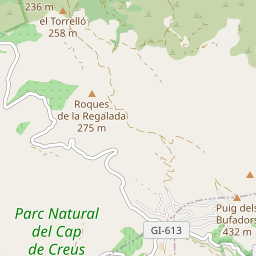 236 m
el Torrelló
258 m
Roques
de la Regalada
275 m
Puig dels
Bufadors
432 m
Parc Natural
del Cap
de Creus
GI-613